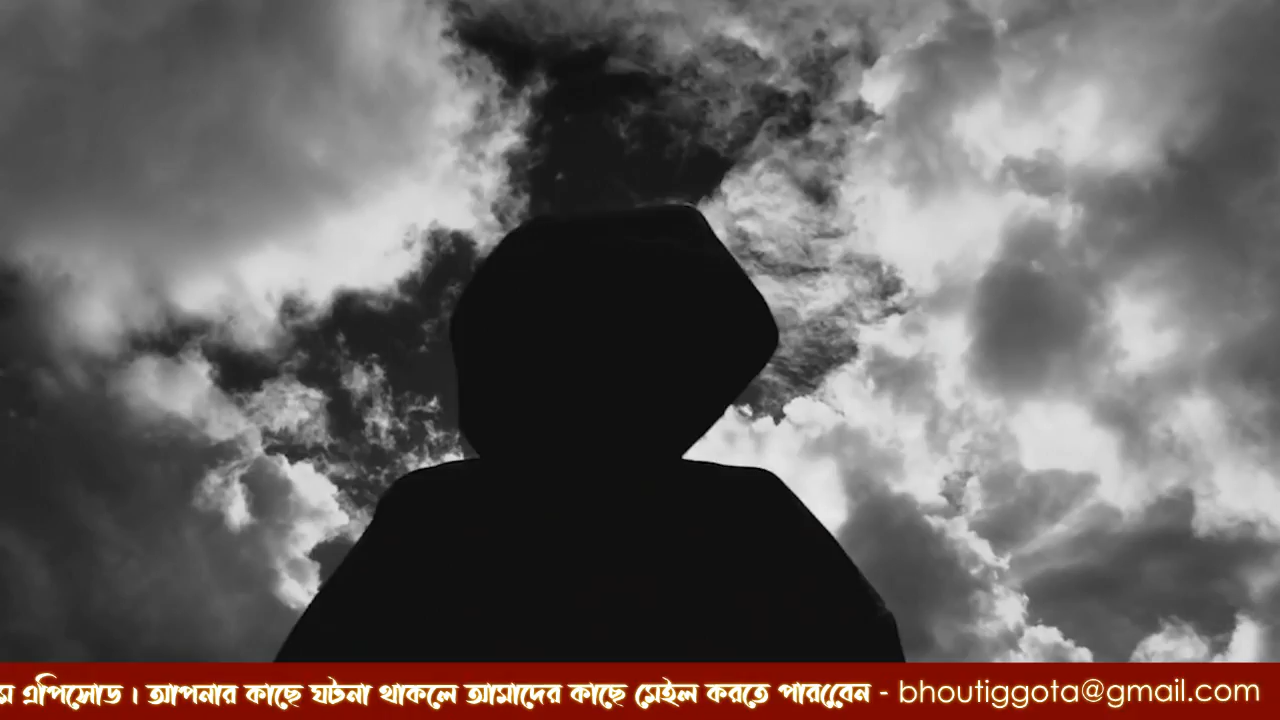 ম এপিসোড। আপনার কাছে ঘটনা থাকলে আমাদের কাছে মেইল করতে পারবেন - bhoutiggota@gmail.com